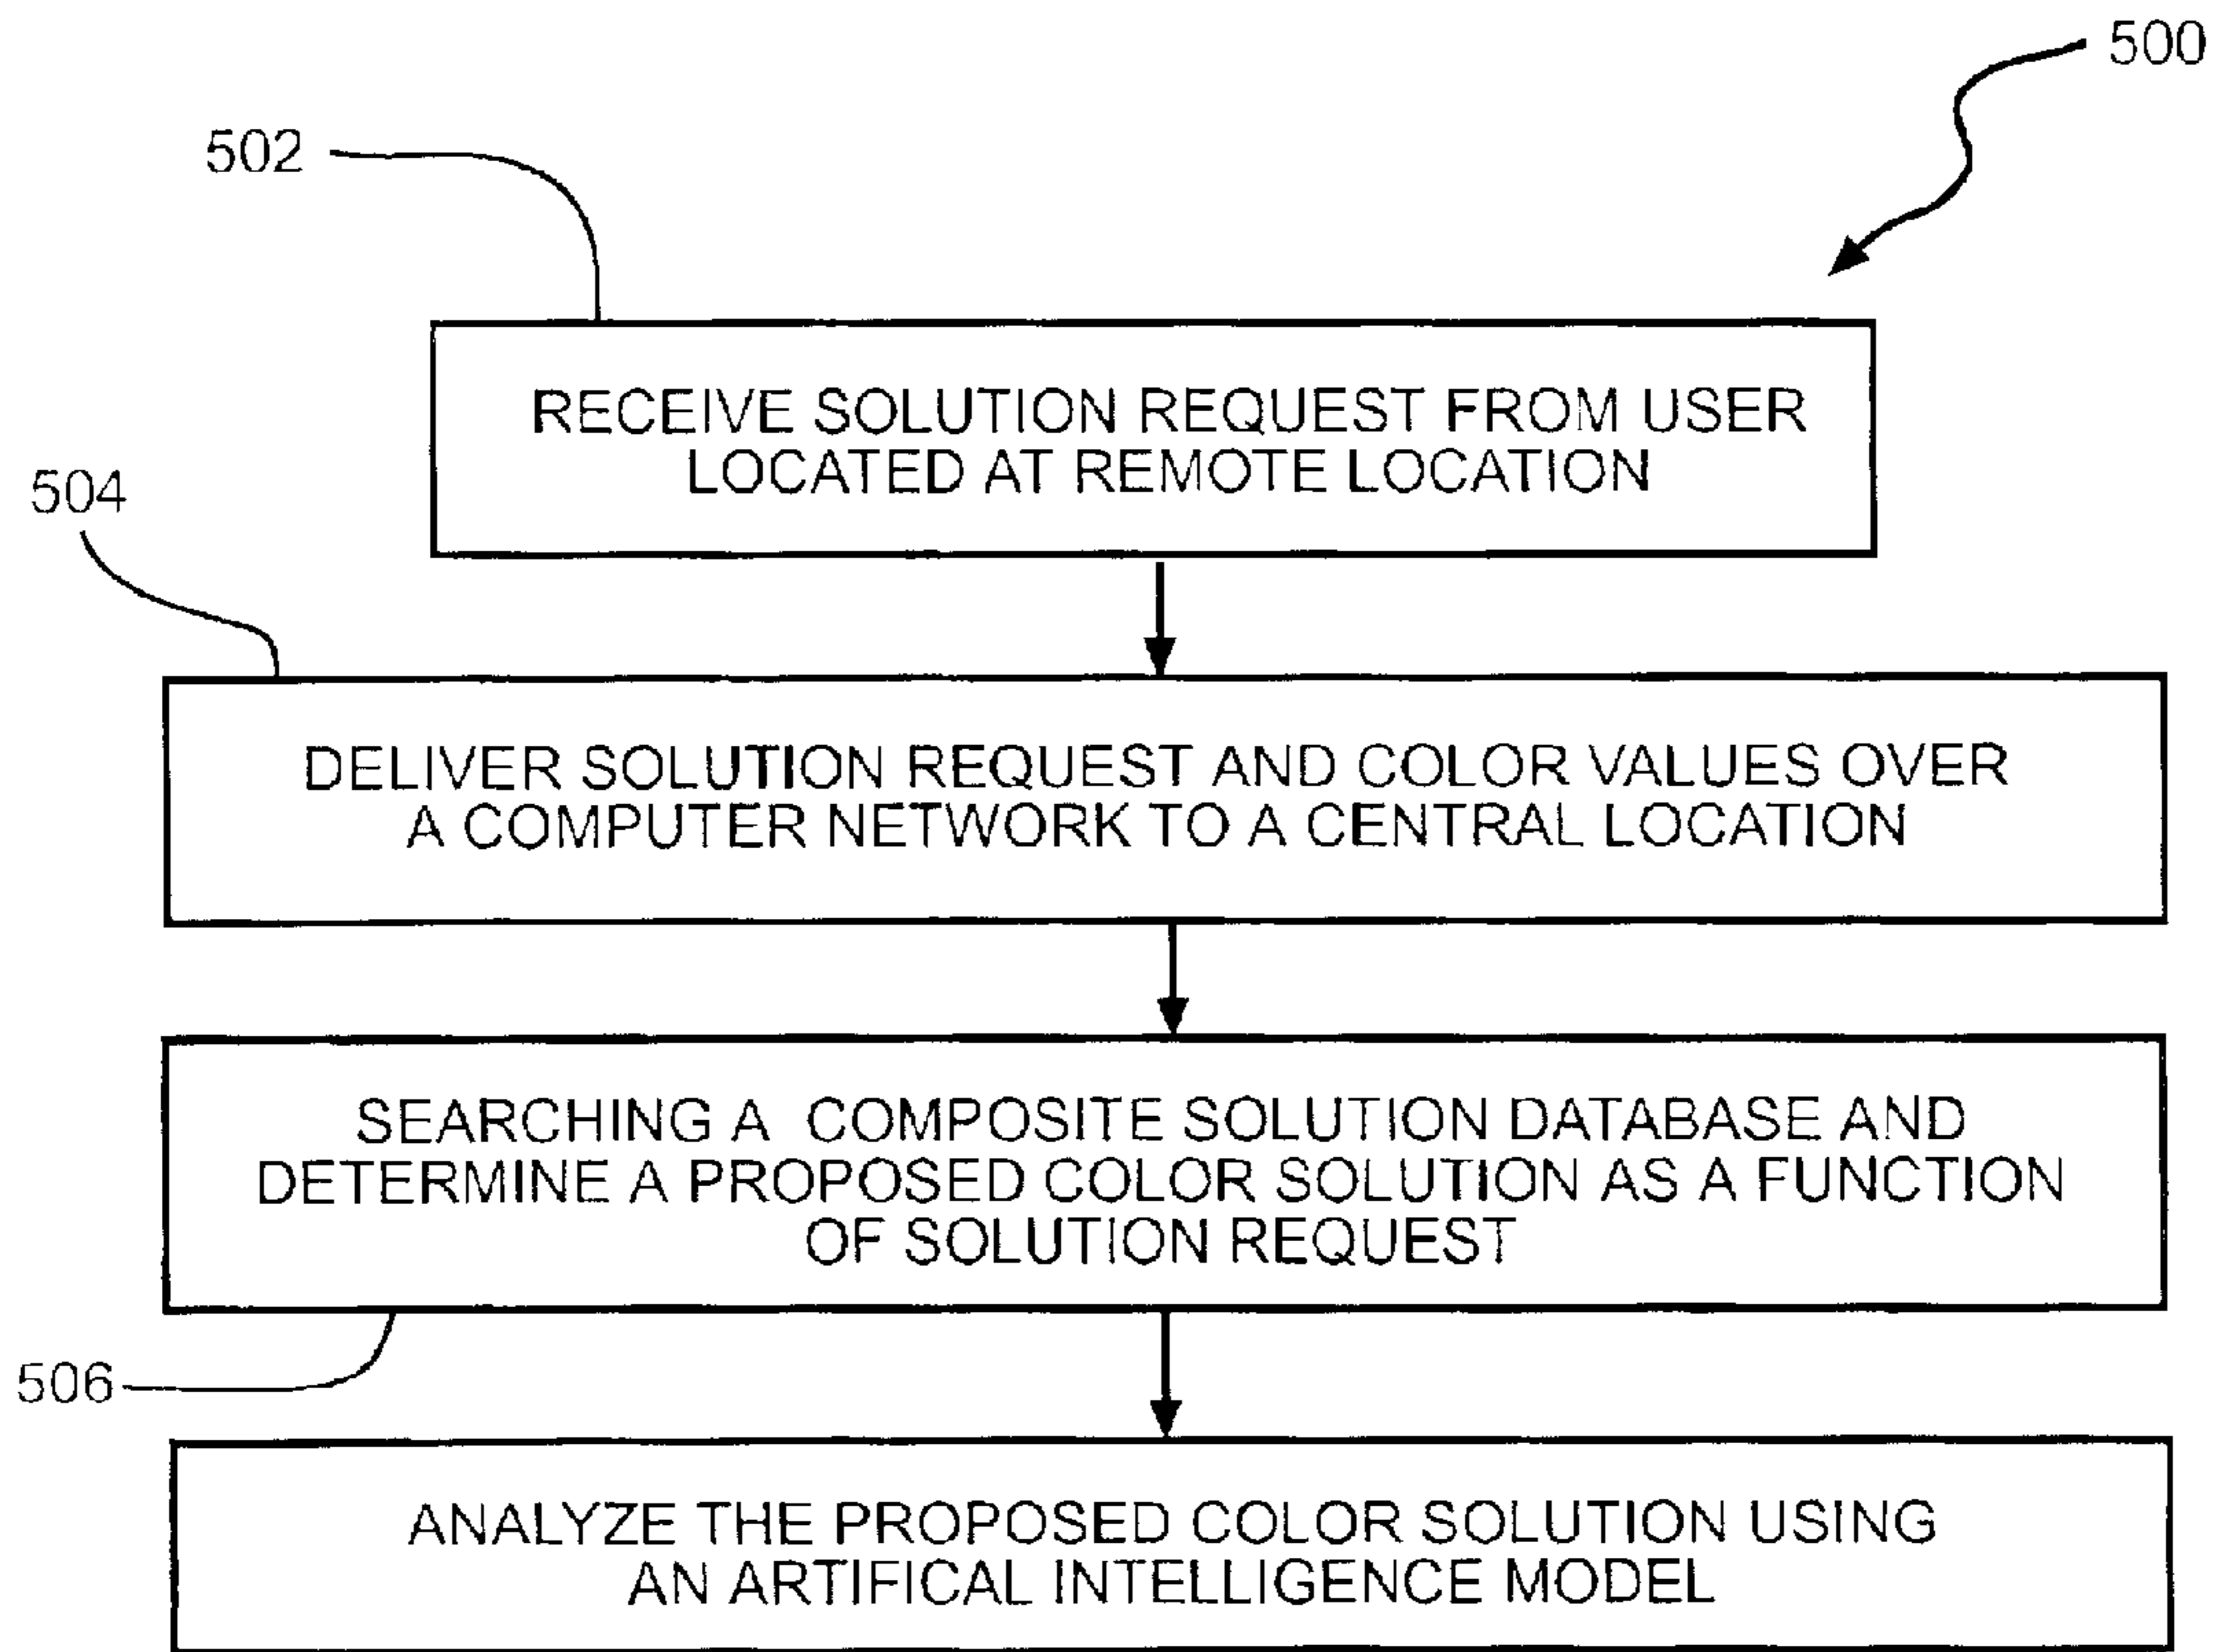 500
502
RECEIVE SOLUTION REQUEST FROM USER
LOCATED AT REMOTE LOCATION
504
DELIVER SOLUTION REQUEST AND COLOR VALUES OVER
A COMPUTER NETWORK TO A CENTRAL LOCATION
SEARCHING A COMPOSITE SOLUTION DATABASE AND
DETERMINE A PROPOSED COLOR SOLUTION AS A FUNCTION
OF SOLUTION REQUEST
506
ANALYZE THE PROPOSED COLOR SOLUTION USING
AN ARTIFICAL INTELLIGENCE MODEL